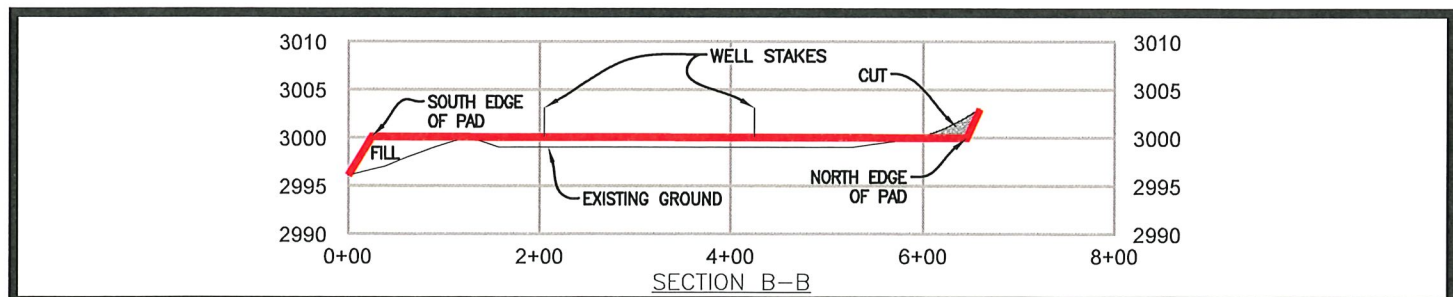 3010 3010
WELL STAKES
CUT
3005 3005
SOUTH EDGE
OF PAD
3000 3000
FILL
NORTH EDGE
OF PAD
2995 2995
EXISTING GROUND
2990 2990
0+00 2+00 4+00 6+00 8+00
SECTION B-B